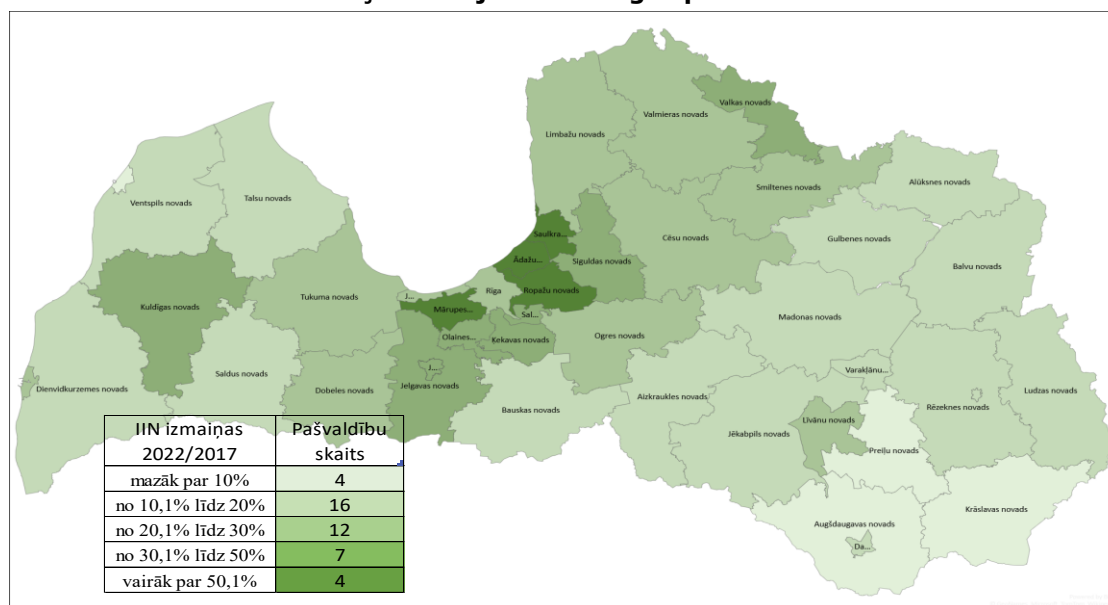 Valkas novads
Valmieras novads
Limbažu novads
Alūksnes novads
Smiltenes novads
Ventspils novads
Talsu novads
Saulkra...
Cēsu novads
Gulbenes novads
Ādažu...
Siguldas novads
Balvu novads
Rīga
Ropažu novads
Tukuma novads
J...
Kuldīgas novads
Mārupes...
Sal...
Madonas novads
Olaines...
Ķekavas novads
Ogres novads
J...
Varakļānu...
Saldus novads
Jelgavas novads
Dienvidkurzemes novads
Dobeles novads
Aizkraukles novads
Rēzeknes novads
Ludzas novads
Bauskas novads
Līvānu novads
Jēkabpils novads
Preiļu novads
Krāslavas novads
Augšdaugavas novads
Da...
IIN izmaiņas 2022/2017 Pašvaldību skaits
mazāk par 10% 4
no 10,1% līdz 20% 16
no 20,1% līdz 30% 12
no 30,1% līdz 50% 7
vairāk par 50,1% 4